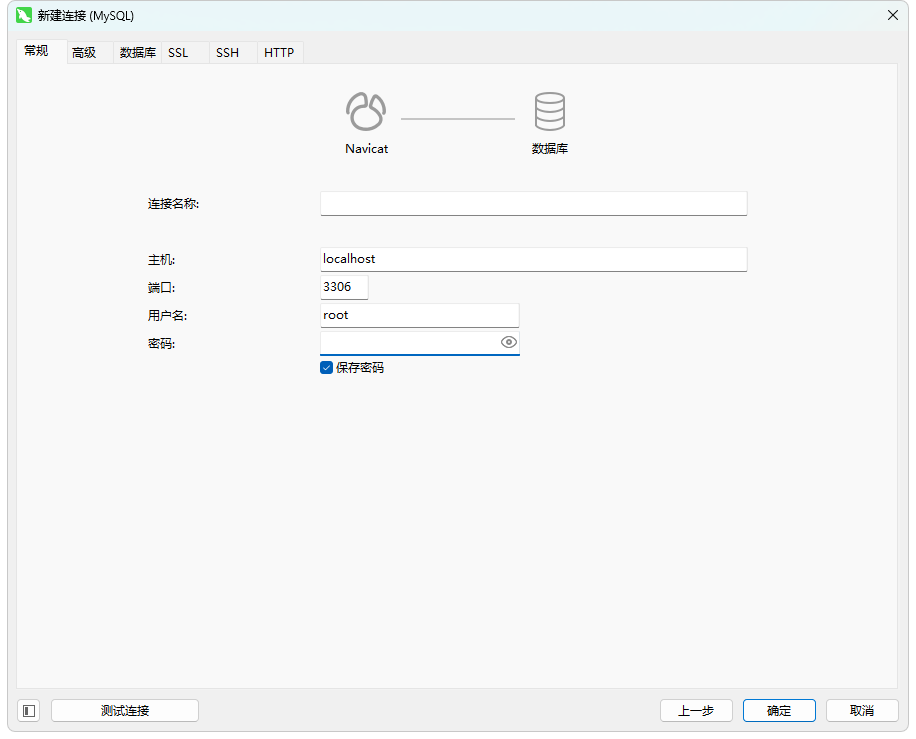 新建连接 (MySQL)
常规 高级 数据库 SSL SSH HTTP
Navicat 数据库
连接名称:
主机: localhost
端口: 3306
用户名: root
密码:
保存密码
测试连接 上一步 确定 取消